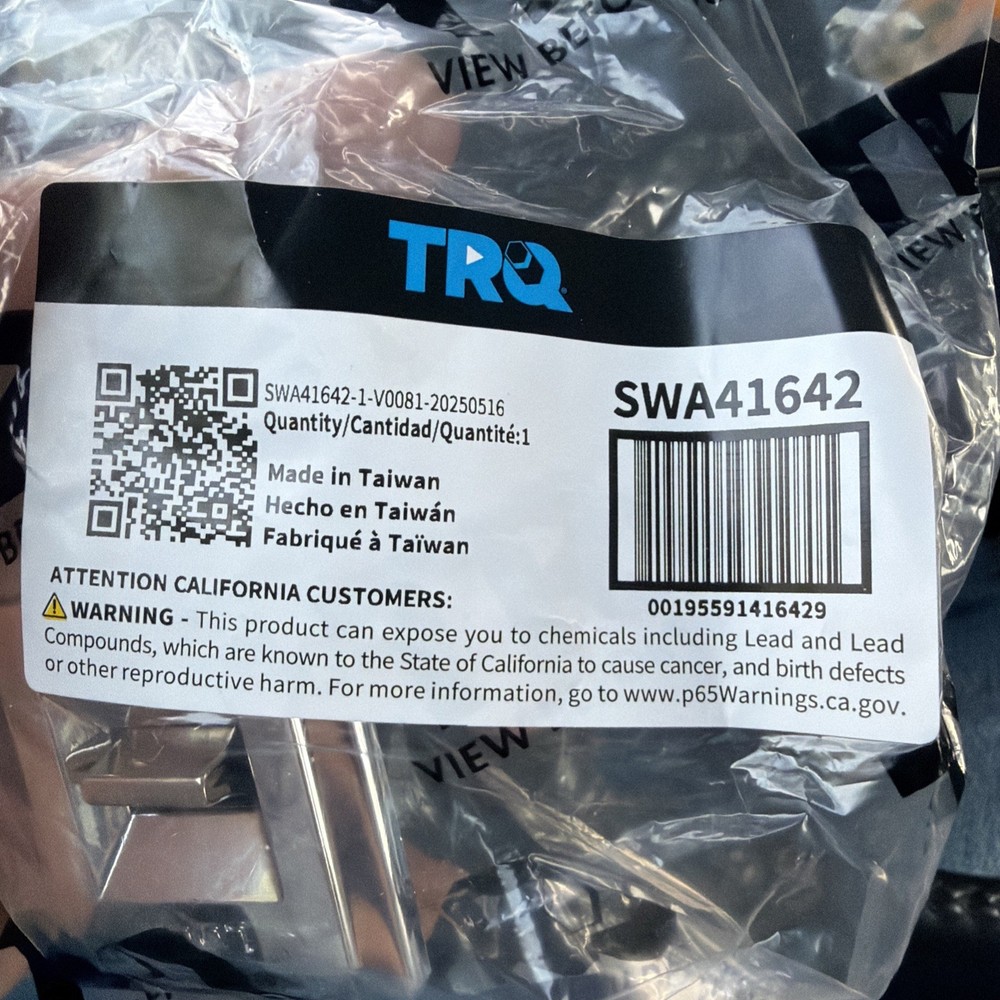 VIEW
TRQ
SWA41642-1-V0081-20250516
Quantity/Cantidad/Quantité:1
Made in Taiwan
Hecho en Taiwán
Fabriqué à Taïwan
SWA41642
00195591416429
ATTENTION CALIFORNIA CUSTOMERS:
WARNING - This product can expose you to chemicals including Lead and Lead
Compounds, which are known to the State of California to cause cancer, and birth defects
or other reproductive harm. For more information, go to www.p65Warnings.ca.gov.
VIEW